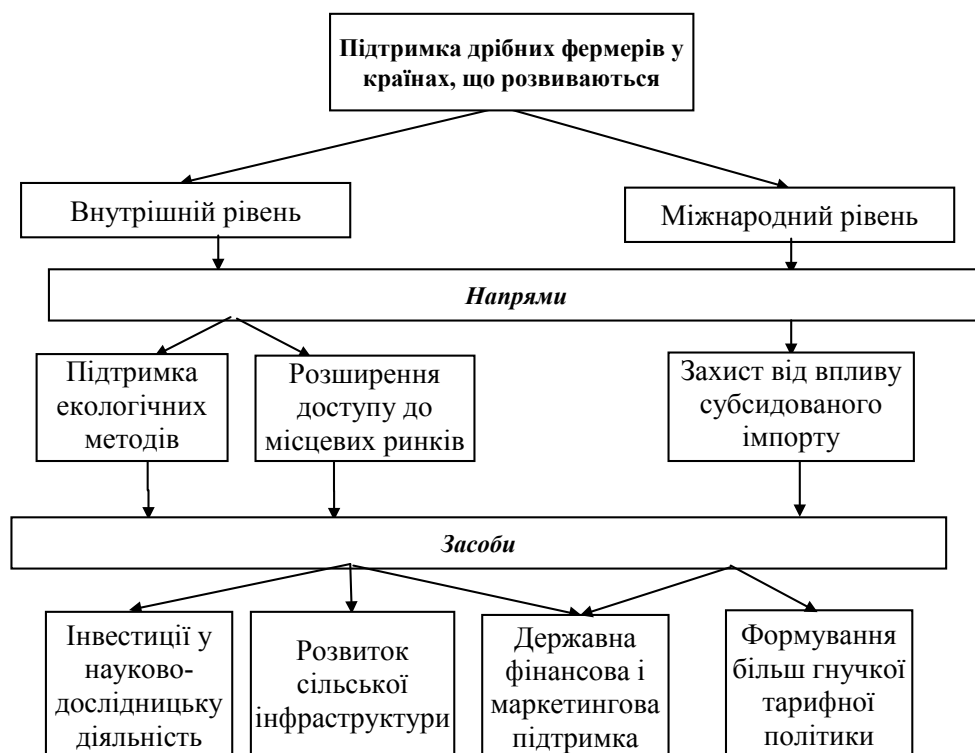 Підтримка дрібних фермерів у
країнах, що розвиваються
Внутрішній рівень
Міжнародний рівень
Напрями
Підтримка
екологічних
методів
Розширення
доступу до
місцевих ринків
Захист від впливу
субсидованого
імпорту
Засоби
Інвестиції у
науково-
дослідницьку
діяльність
Розвиток
сільської
інфраструктури
Державна
фінансова і
маркетингова
підтримка
Формування
більш гнучкої
тарифної
політики